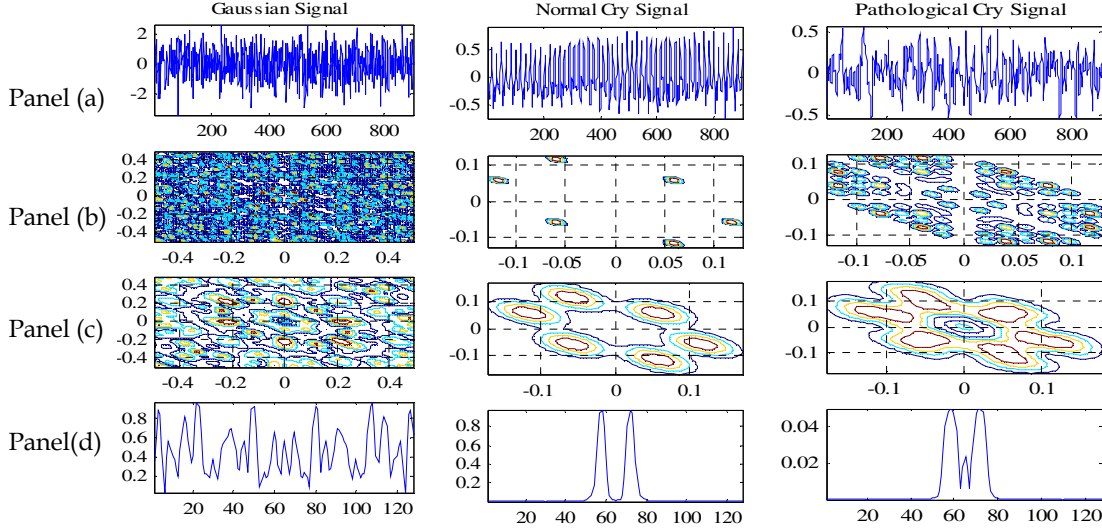 Gaussian Signal Normal Cry Signal Pathological Cry Signal
Panel (a)
2 0 -2
200 400 600 800
0.5 0 -0.5
200 400 600 800
0.5 0 -0.5
200 400 600 800
Panel (b)
0.4 0.2 0 -0.2 -0.4
-0.4 -0.2 0 0.2 0.4
0.1 0 -0.1
-0.1 -0.05 0 0.05 0.1
0.1 0 -0.1
-0.1 -0.05 0 0.05 0.1
Panel (c)
0.4 0.2 0 -0.2 -0.4
-0.4 -0.2 0 0.2 0.4
0.1 0 -0.1
-0.1 0 0.1
0.1 0 -0.1
-0.1 0 0.1
Panel(d)
0.8 0.6 0.4 0.2
20 40 60 80 100 120
0.8 0.6 0.4 0.2
20 40 60 80 100 120
0.04 0.02
20 40 60 80 100 120